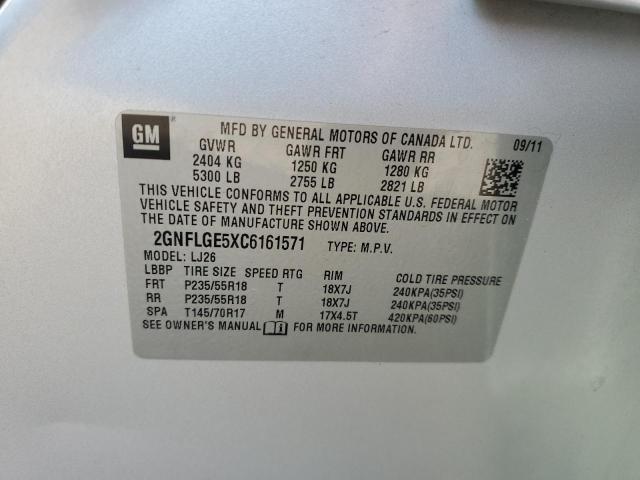 GM ®
MFD BY GENERAL MOTORS OF CANADA LTD. 09/11
GVWR GAWR FRT GAWR RR
2404 KG 1250 KG 1280 KG
5300 LB 2755 LB 2821 LB
THIS VEHICLE CONFORMS TO ALL APPLICABLE U.S. FEDERAL MOTOR
VEHICLE SAFETY AND THEFT PREVENTION STANDARDS IN EFFECT ON
THE DATE OF MANUFACTURE SHOWN ABOVE.
2GNFLGE5XC6161571 TYPE: M.P.V.
MODEL: LJ26
LBBP TIRE SIZE SPEED RTG RIM COLD TIRE PRESSURE
FRT P235/55R18 T 18X7J 240KPA(35PSI)
RR P235/55R18 T 18X7J 240KPA(35PSI)
SPA T145/70R17 M 17X4.5T 420KPA(60PSI)
SEE OWNER'S MANUAL FOR MORE INFORMATION.